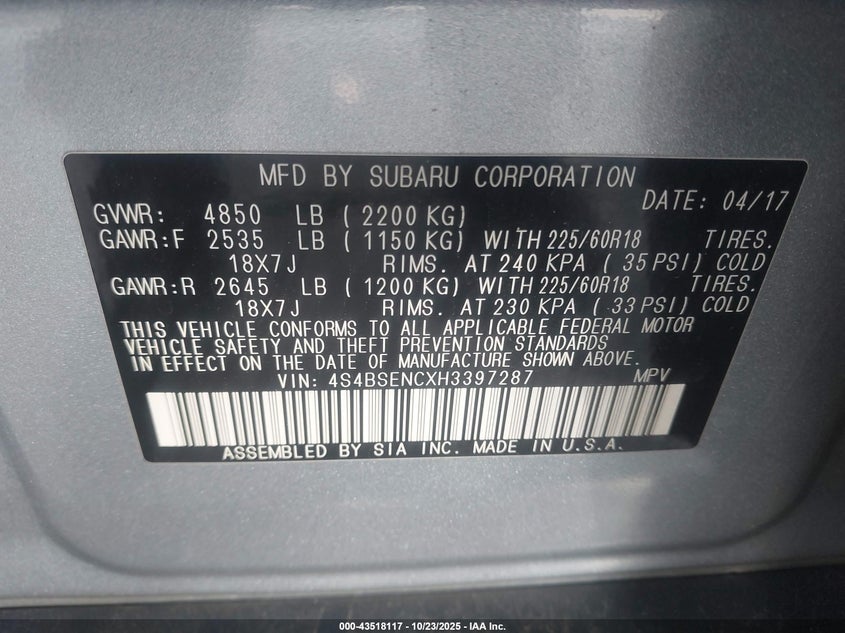 MFD BY SUBARU CORPORATION
DATE: 04/17
GVWR: 4850 LB ( 2200 KG)
GAWR:F 2535 LB ( 1150 KG) WITH 225/60R18 TIRES.
18X7J RIMS. AT 240 KPA ( 35 PSI) COLD
GAWR:R 2645 LB ( 1200 KG) WITH 225/60R18 TIRES.
18X7J RIMS. AT 230 KPA ( 33 PSI) COLD
THIS VEHICLE CONFORMS TO ALL APPLICABLE FEDERAL MOTOR
VEHICLE SAFETY AND THEFT PREVENTION STANDARDS
IN EFFECT ON THE DATE OF MANUFACTURE SHOWN ABOVE.
VIN: 4S4BSENCXH3397287 MPV
ASSEMBLED BY SIA INC. MADE IN U.S.A.
000-43518117 - 10/23/2025 - IAA Inc.